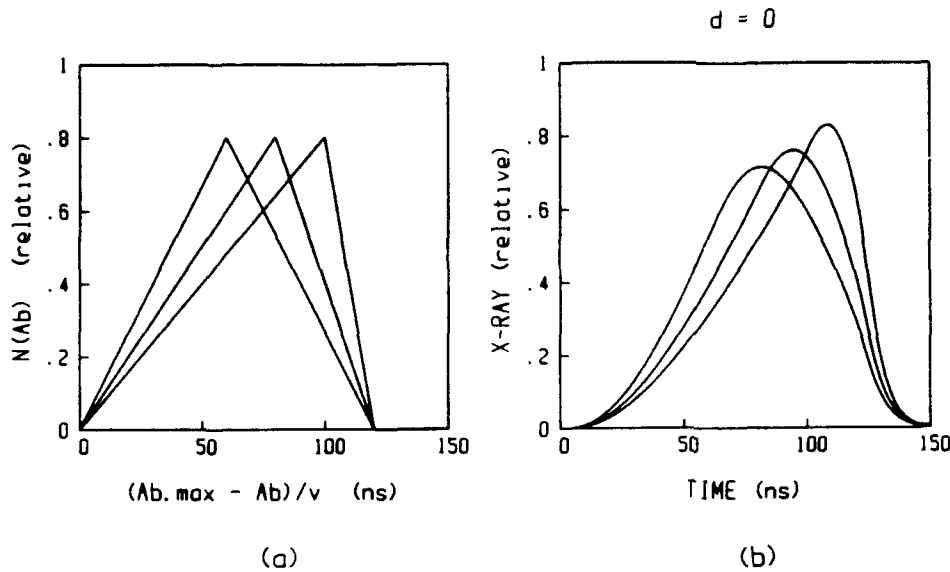 d = 0
1
.8
.6
.4
.2
0
N(Ab) (relative)
0 50 100 150
(Ab.max - Ab)/v (ns)
(a)
1
.8
.6
.4
.2
0
X-RAY (relative)
0 50 100 150
TIME (ns)
(b)